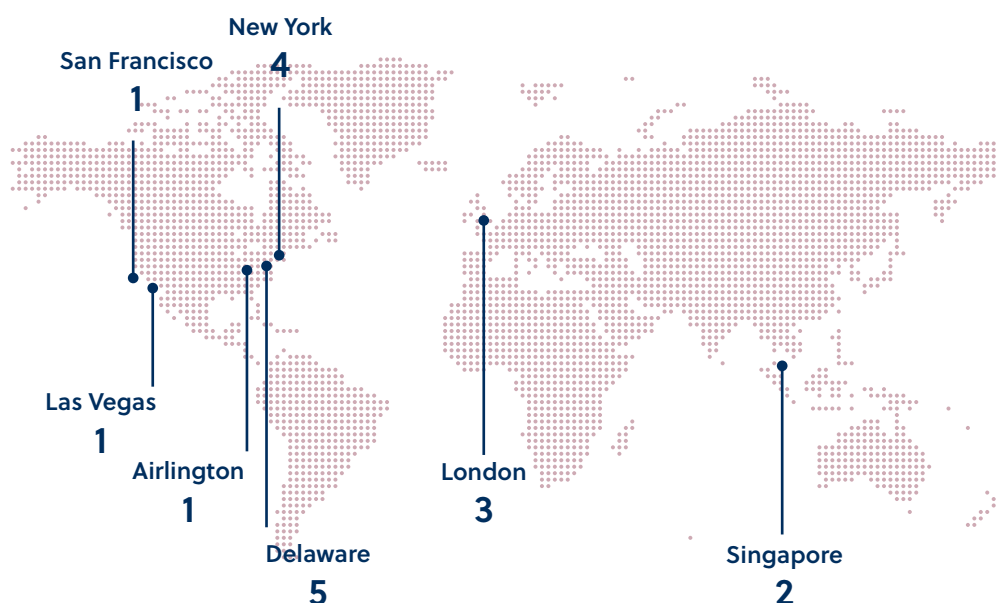 New York
4
San Francisco
1
Las Vegas
1
Airlington
1
Delaware
5
London
3
Singapore
2